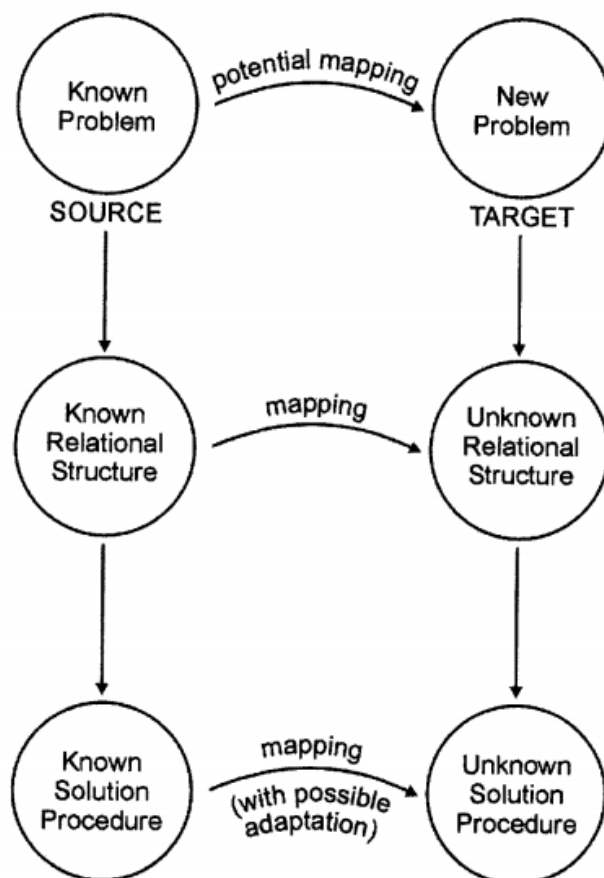 Known
Problem
potential mapping
New
Problem
SOURCE
TARGET
Known
Relational
Structure
mapping
Unknown
Relational
Structure
Known
Solution
Procedure
mapping
(with possible
adaptation)
Unknown
Solution
Procedure